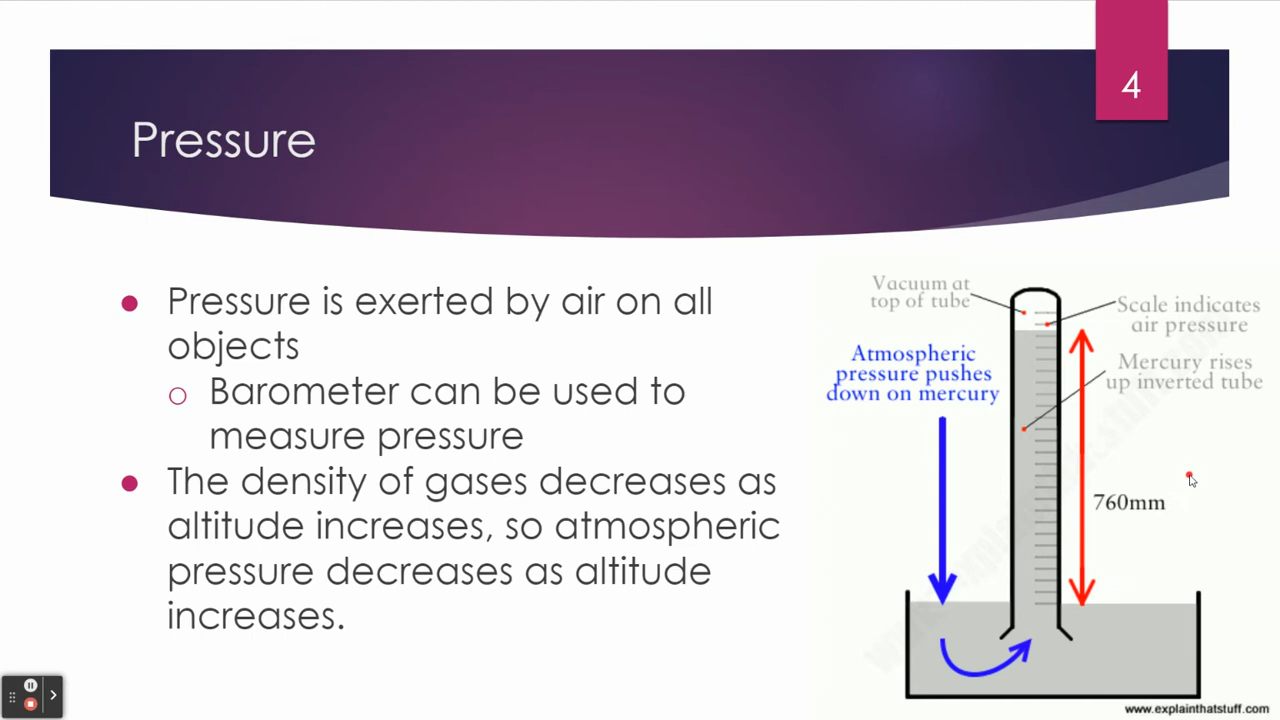 4
Pressure
● Pressure is exerted by air on all
objects
○ Barometer can be used to
measure pressure
● The density of gases decreases as
altitude increases, so atmospheric
pressure decreases as altitude
increases.
Vacuum at
top of tube
Scale indicates
air pressure
Atmospheric
pressure pushes
down on mercury
Mercury rises
up inverted tube
760mm
www.explainthatstuff.com